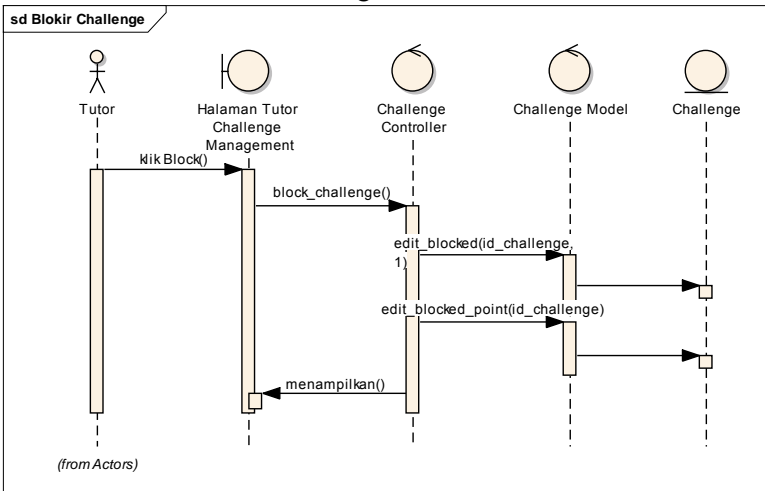 sd Blokir Challenge
Tutor
Halaman Tutor
Challenge
Management
Challenge
Controller
Challenge Model
Challenge
klik Block()
block_challenge()
edit_blocked(id_challenge,
1)
edit_blocked_point(id_challenge)
menampilkan()
(from Actors)